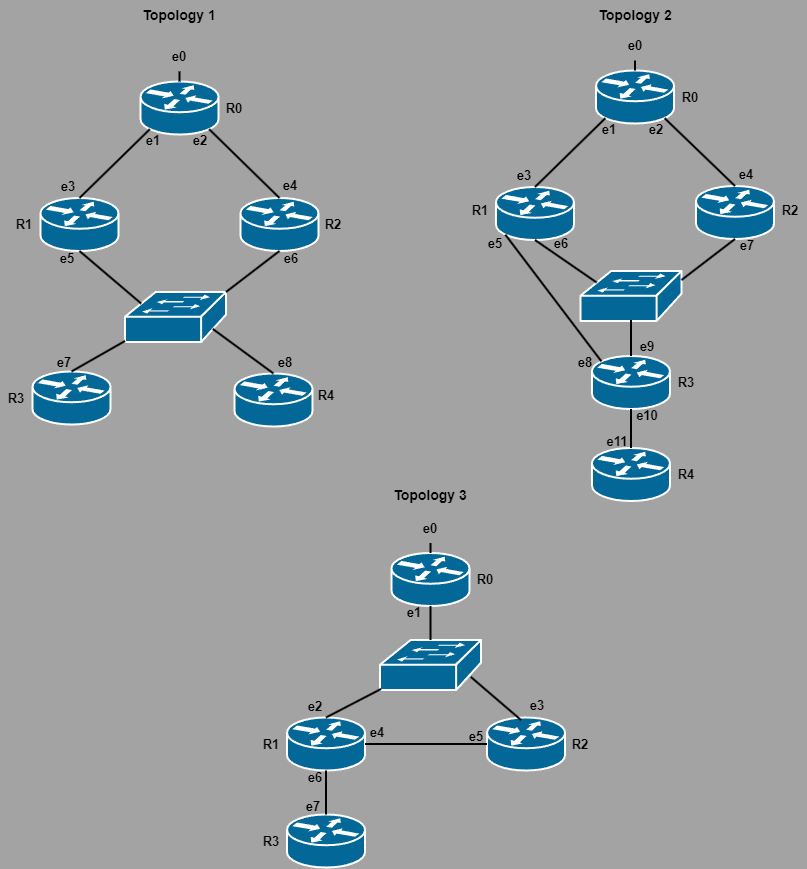 Topology 1
e0
R0
e1 e2
e3 e4
R1 R2
e5 e6
e7 e8
R3 R4
Topology 2
e0
R0
e1 e2
e3 e4
R1 R2
e5 e6 e7
e9
e8
R3
e10
e11
R4
Topology 3
e0
R0
e1
e2 e3
R1 e4 e5 R2
e6
e7
R3